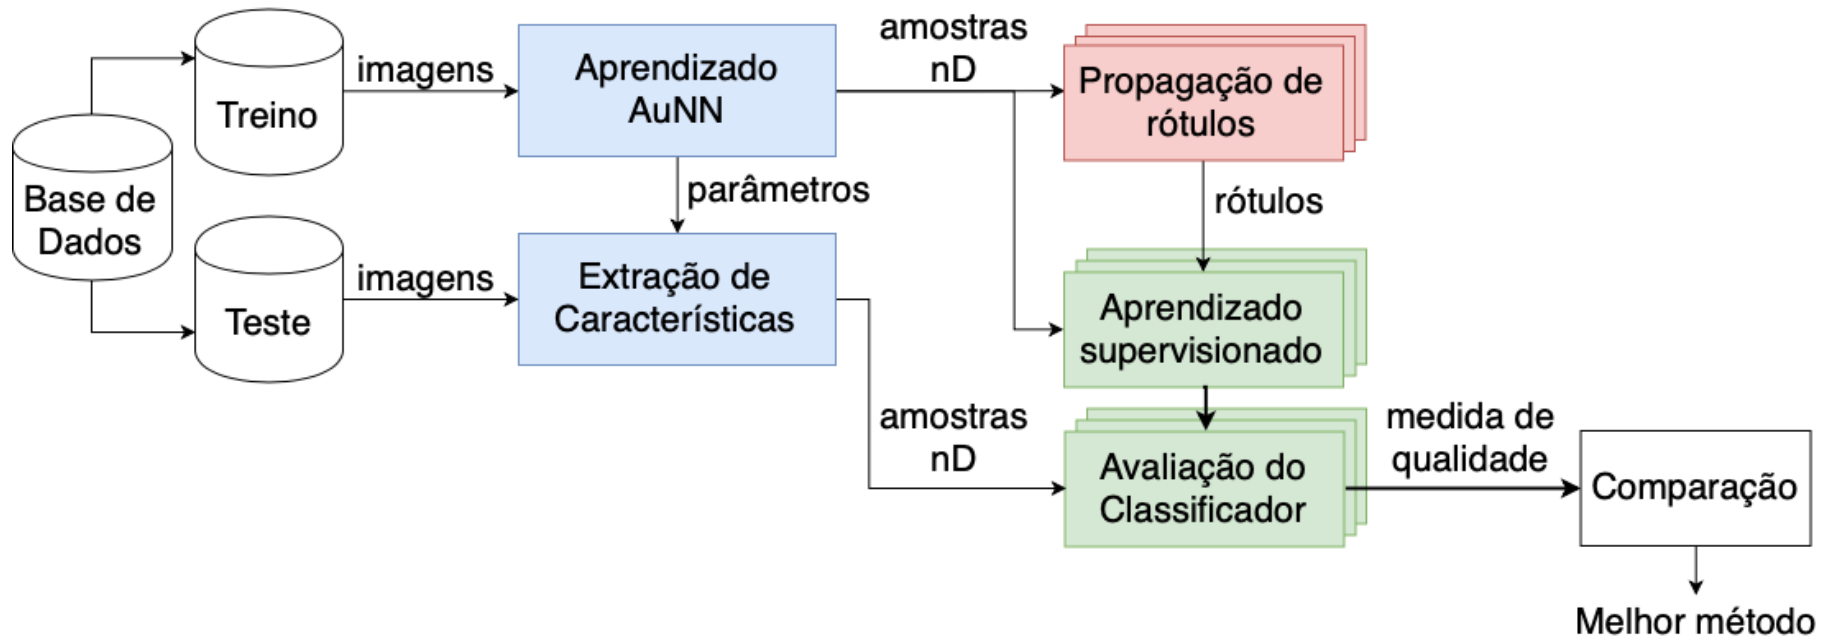 Base de
Dados
Treino
Teste
imagens
imagens
Aprendizado
AuNN
parâmetros
Extração de
Características
amostras
nD
Propagação de
rótulos
rótulos
Aprendizado
supervisionado
amostras
nD
Avaliação do
Classificador
medida de
qualidade
Comparação
Melhor método